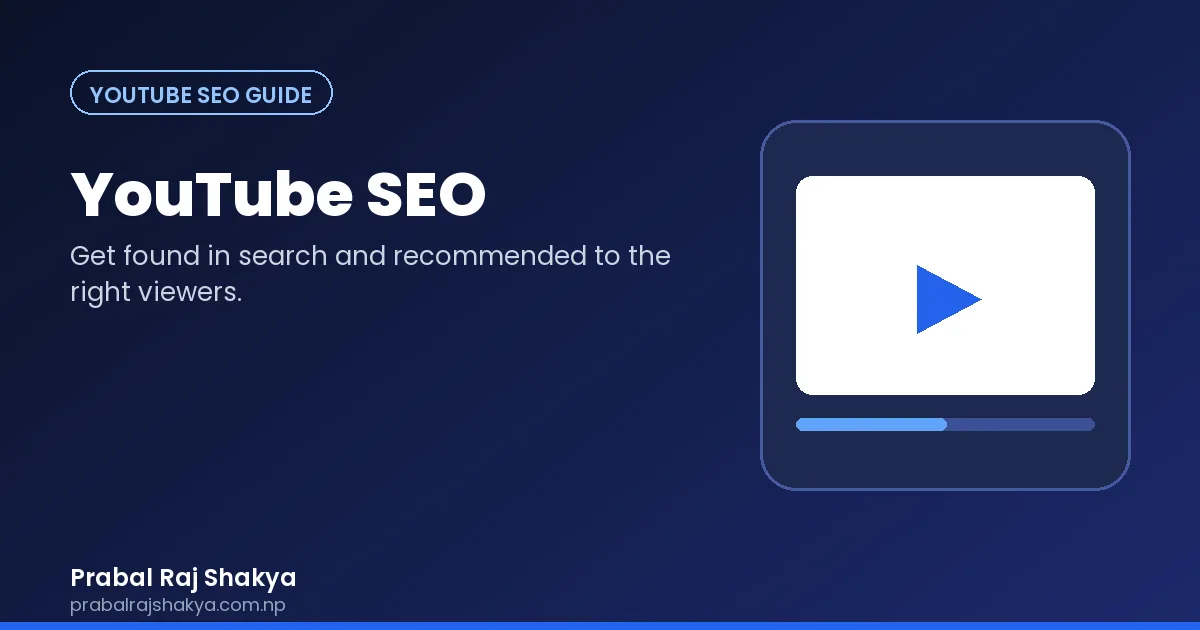 YOUTUBE SEO GUIDE
YouTube SEO
Get found in search and recommended to the
right viewers.
Prabal Raj Shakya
prabalrajshakya.com.np